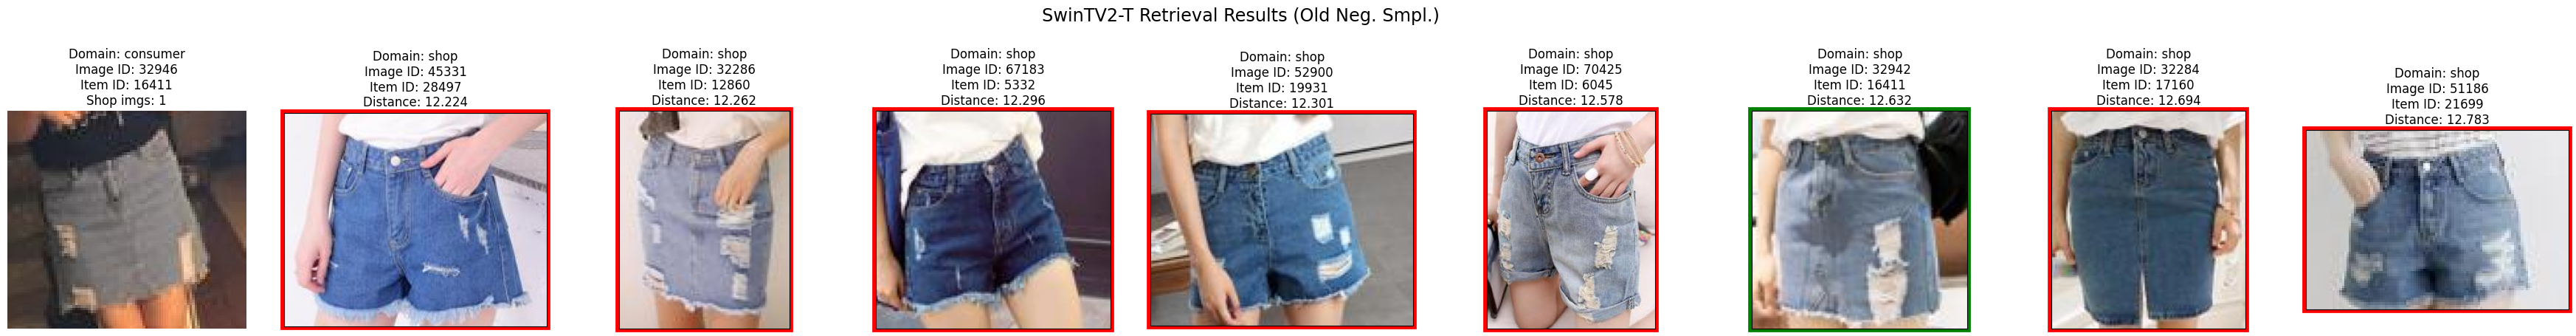 SwinTV2-T Retrieval Results (Old Neg. Smpl.)
Domain: consumer
Image ID: 32946
Item ID: 16411
Shop imgs: 1
Domain: shop
Image ID: 45331
Item ID: 28497
Distance: 12.224
Domain: shop
Image ID: 32286
Item ID: 12860
Distance: 12.262
Domain: shop
Image ID: 67183
Item ID: 5332
Distance: 12.296
Domain: shop
Image ID: 52900
Item ID: 19931
Distance: 12.301
Domain: shop
Image ID: 70425
Item ID: 6045
Distance: 12.578
Domain: shop
Image ID: 32942
Item ID: 16411
Distance: 12.632
Domain: shop
Image ID: 32284
Item ID: 17160
Distance: 12.694
Domain: shop
Image ID: 51186
Item ID: 21699
Distance: 12.783